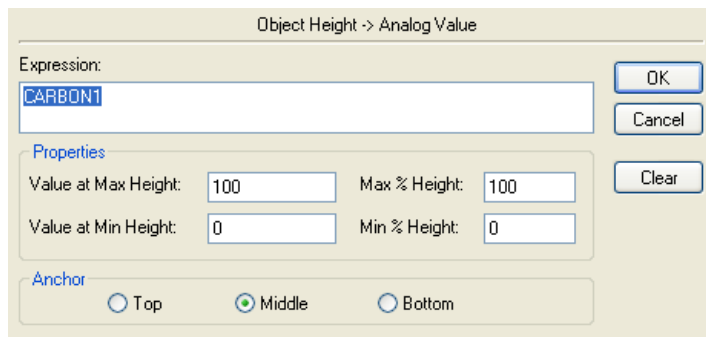 Object Height -> Analog Value
Expression:
CARBON1
OK
Cancel
Clear
Properties
Value at Max Height: 100 Max % Height: 100
Value at Min Height: 0 Min % Height: 0
Anchor
Top Middle Bottom